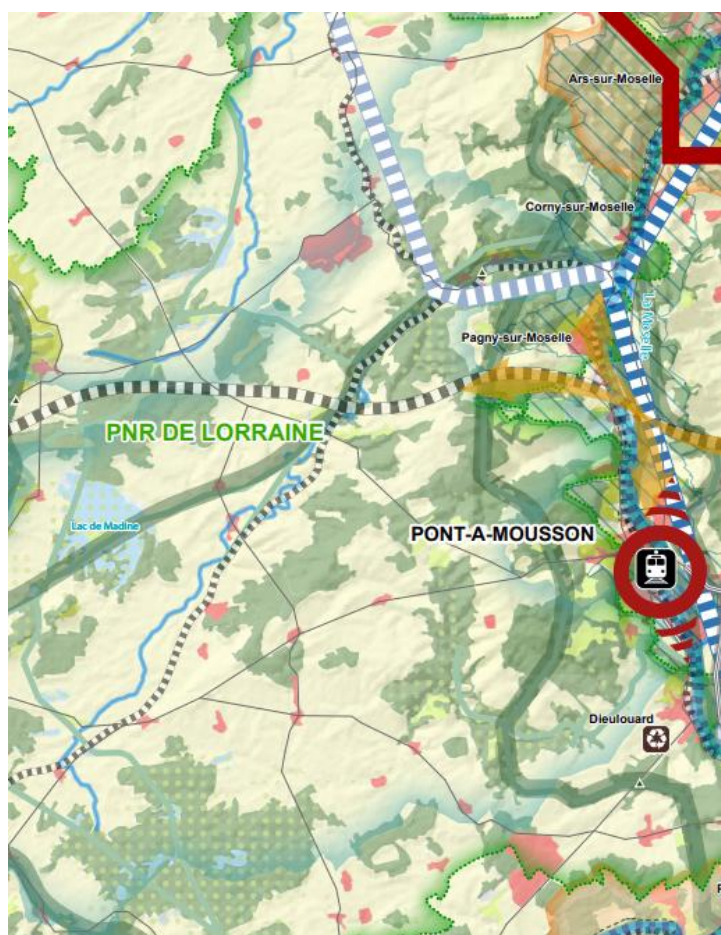 Ars-sur-Moselle
Corny-sur-Moselle
La Moselle
Pagny-sur-Moselle
PNR DE LORRAINE
Lac de Madine
PONT-A-MOUSSON
Dieulouard